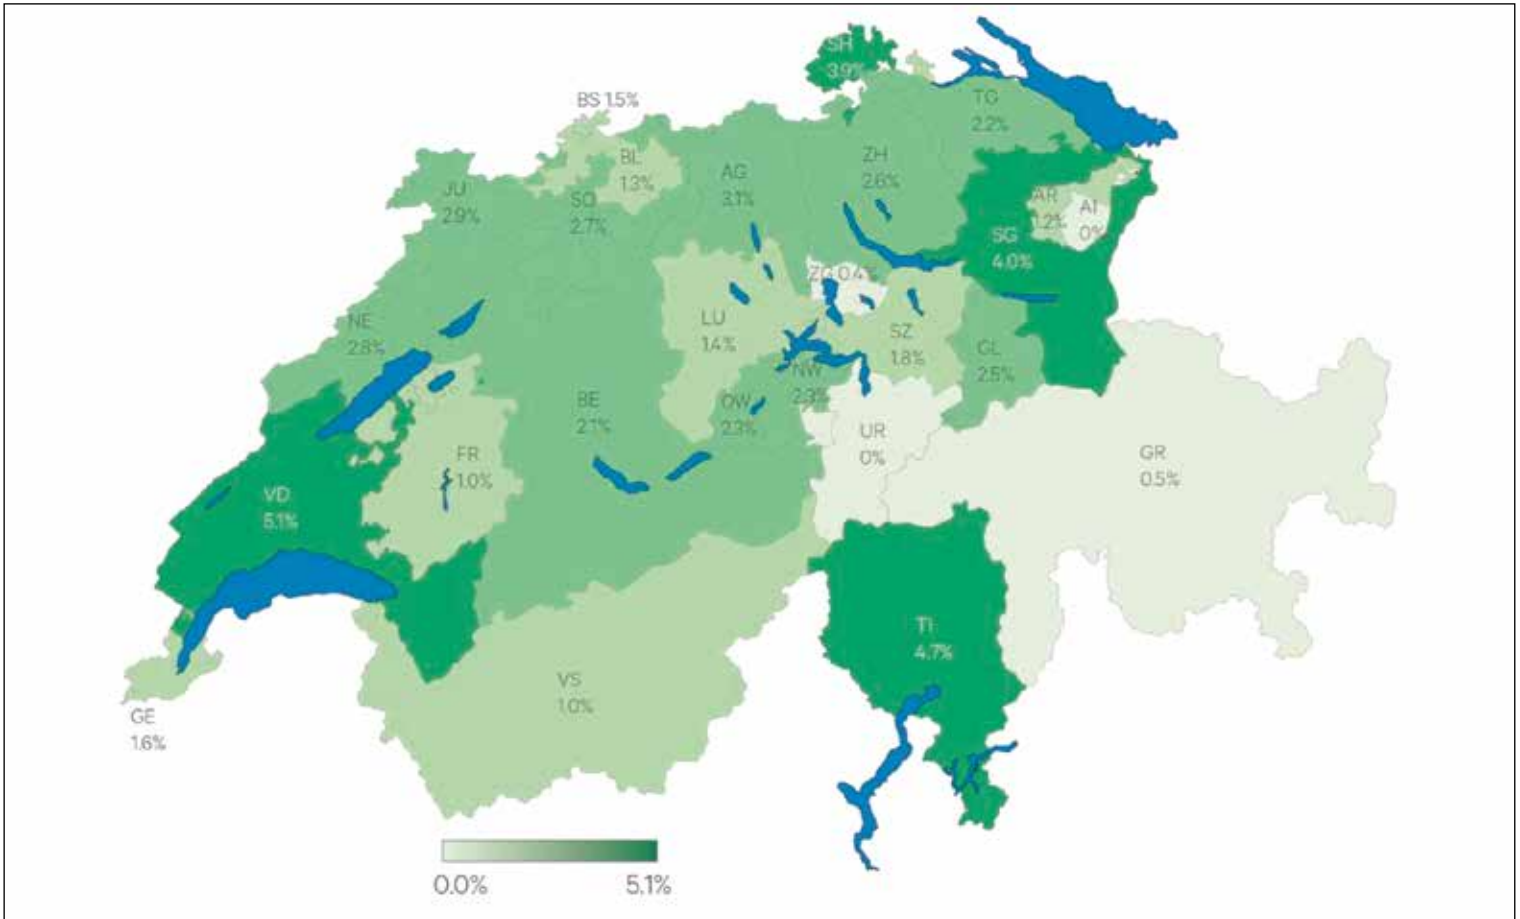 SH
3.9%
BS 1.5%
TG
2.2%
BL
1.3%
ZH
2.6%
AG
3.1%
JU
2.9%
SO
2.7%
AR
1.2%
AI
0%
SG
4.0%
ZG 0.4%
NE
2.8%
LU
1.4%
SZ
1.8%
GL
2.5%
NW
2.3%
OW
2.3%
BE
2.1%
UR
0%
FR
1.0%
GR
0.5%
VD
5.1%
TI
4.7%
VS
1.0%
GE
1.6%
0.0%
5.1%